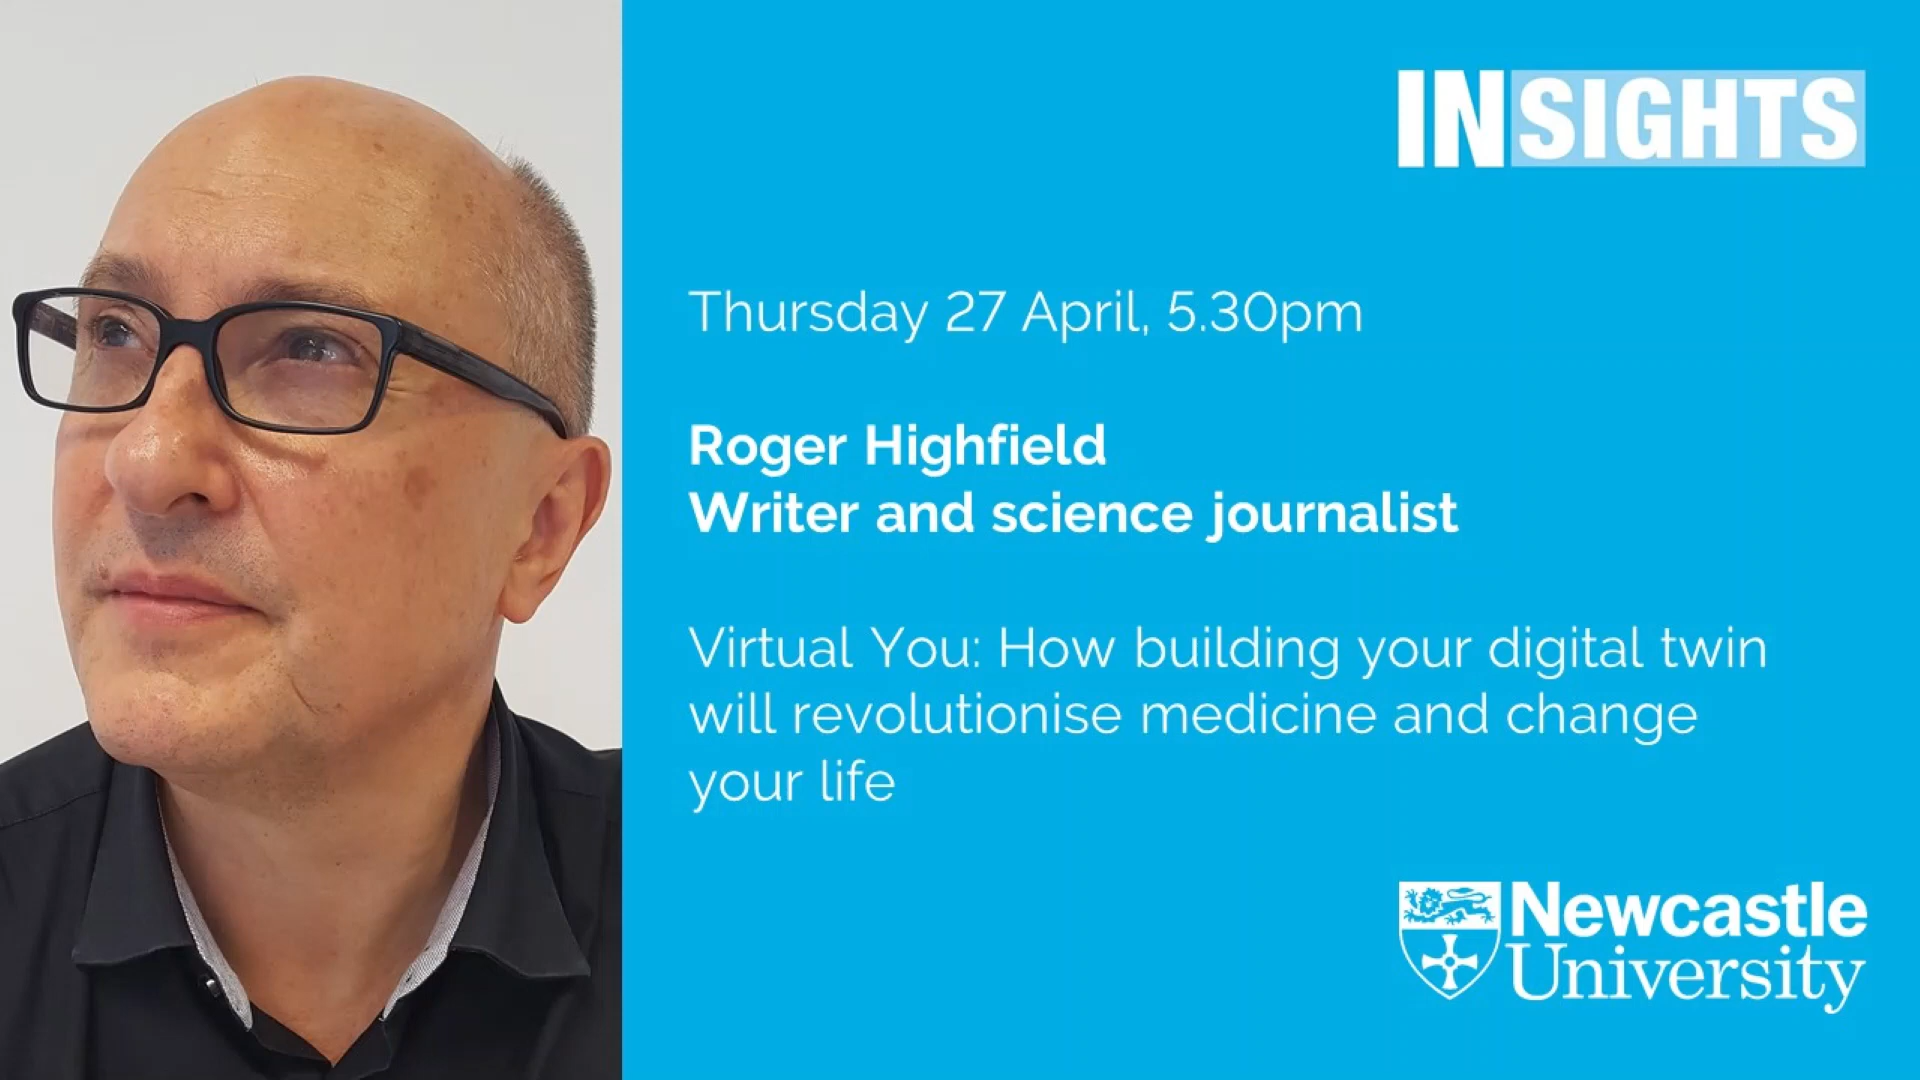 INSIGHTS
Thursday 27 April, 5.30pm
Roger Highfield
Writer and science journalist
Virtual You: How building your digital twin
will revolutionise medicine and change
your life
Newcastle
University